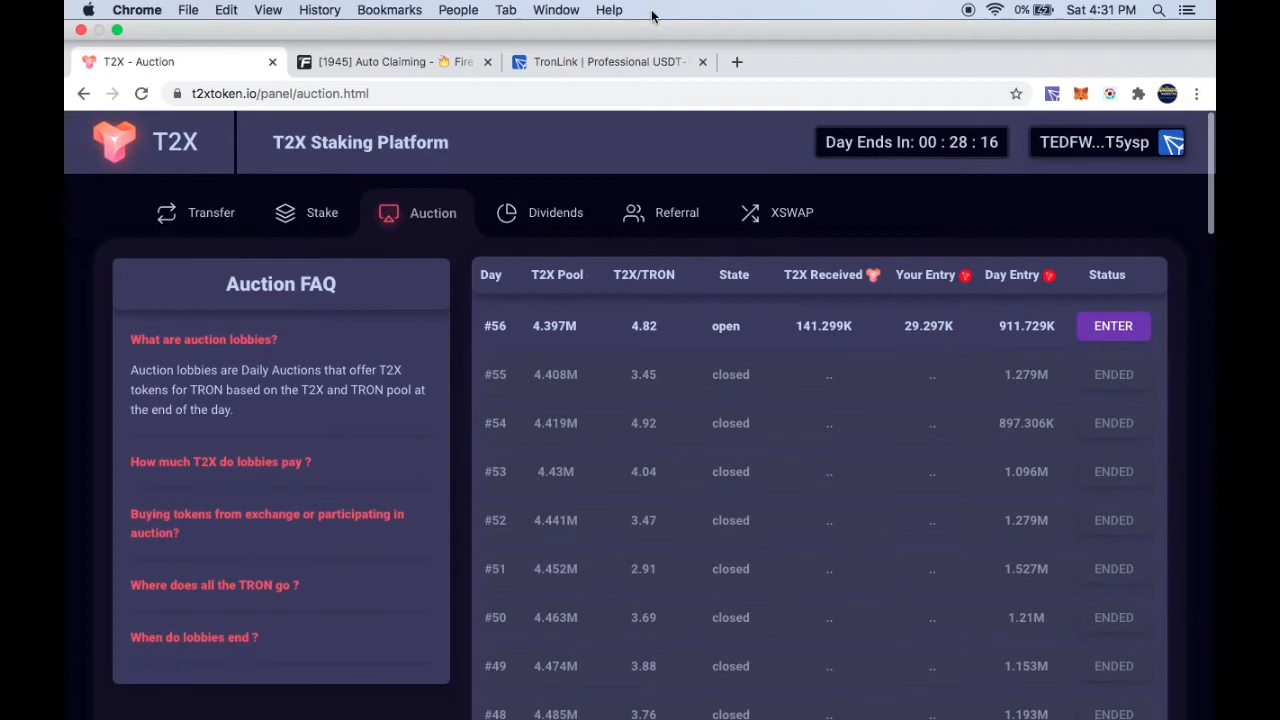 Chrome File Edit View History Bookmarks People Tab Window Help 0% Sat 4:31 PM
T2X - Auction [1945] Auto Claiming - 🔥 Fire TronLink | Professional USDT-
t2xtoken.io/panel/auction.html
T2X T2X Staking Platform Day Ends In: 00 : 28 : 16 TEDFW...T5ysp
Transfer Stake Auction Dividends Referral XSWAP
Auction FAQ
What are auction lobbies?
Auction lobbies are Daily Auctions that offer T2X
tokens for TRON based on the T2X and TRON pool at
the end of the day.
How much T2X do lobbies pay ?
Buying tokens from exchange or participating in
auction?
Where does all the TRON go ?
When do lobbies end ?
Day T2X Pool T2X/TRON State T2X Received Your Entry Day Entry Status
#56 4.397M 4.82 open 141.299K 29.297K 911.729K ENTER
#55 4.408M 3.45 closed .. .. 1.279M ENDED
#54 4.419M 4.92 closed .. .. 897.306K ENDED
#53 4.43M 4.04 closed .. .. 1.096M ENDED
#52 4.441M 3.47 closed .. .. 1.279M ENDED
#51 4.452M 2.91 closed .. .. 1.527M ENDED
#50 4.463M 3.69 closed .. .. 1.21M ENDED
#49 4.474M 3.88 closed .. .. 1.153M ENDED
#48 4.485M 3.76 closed .. .. 1.193M ENDED